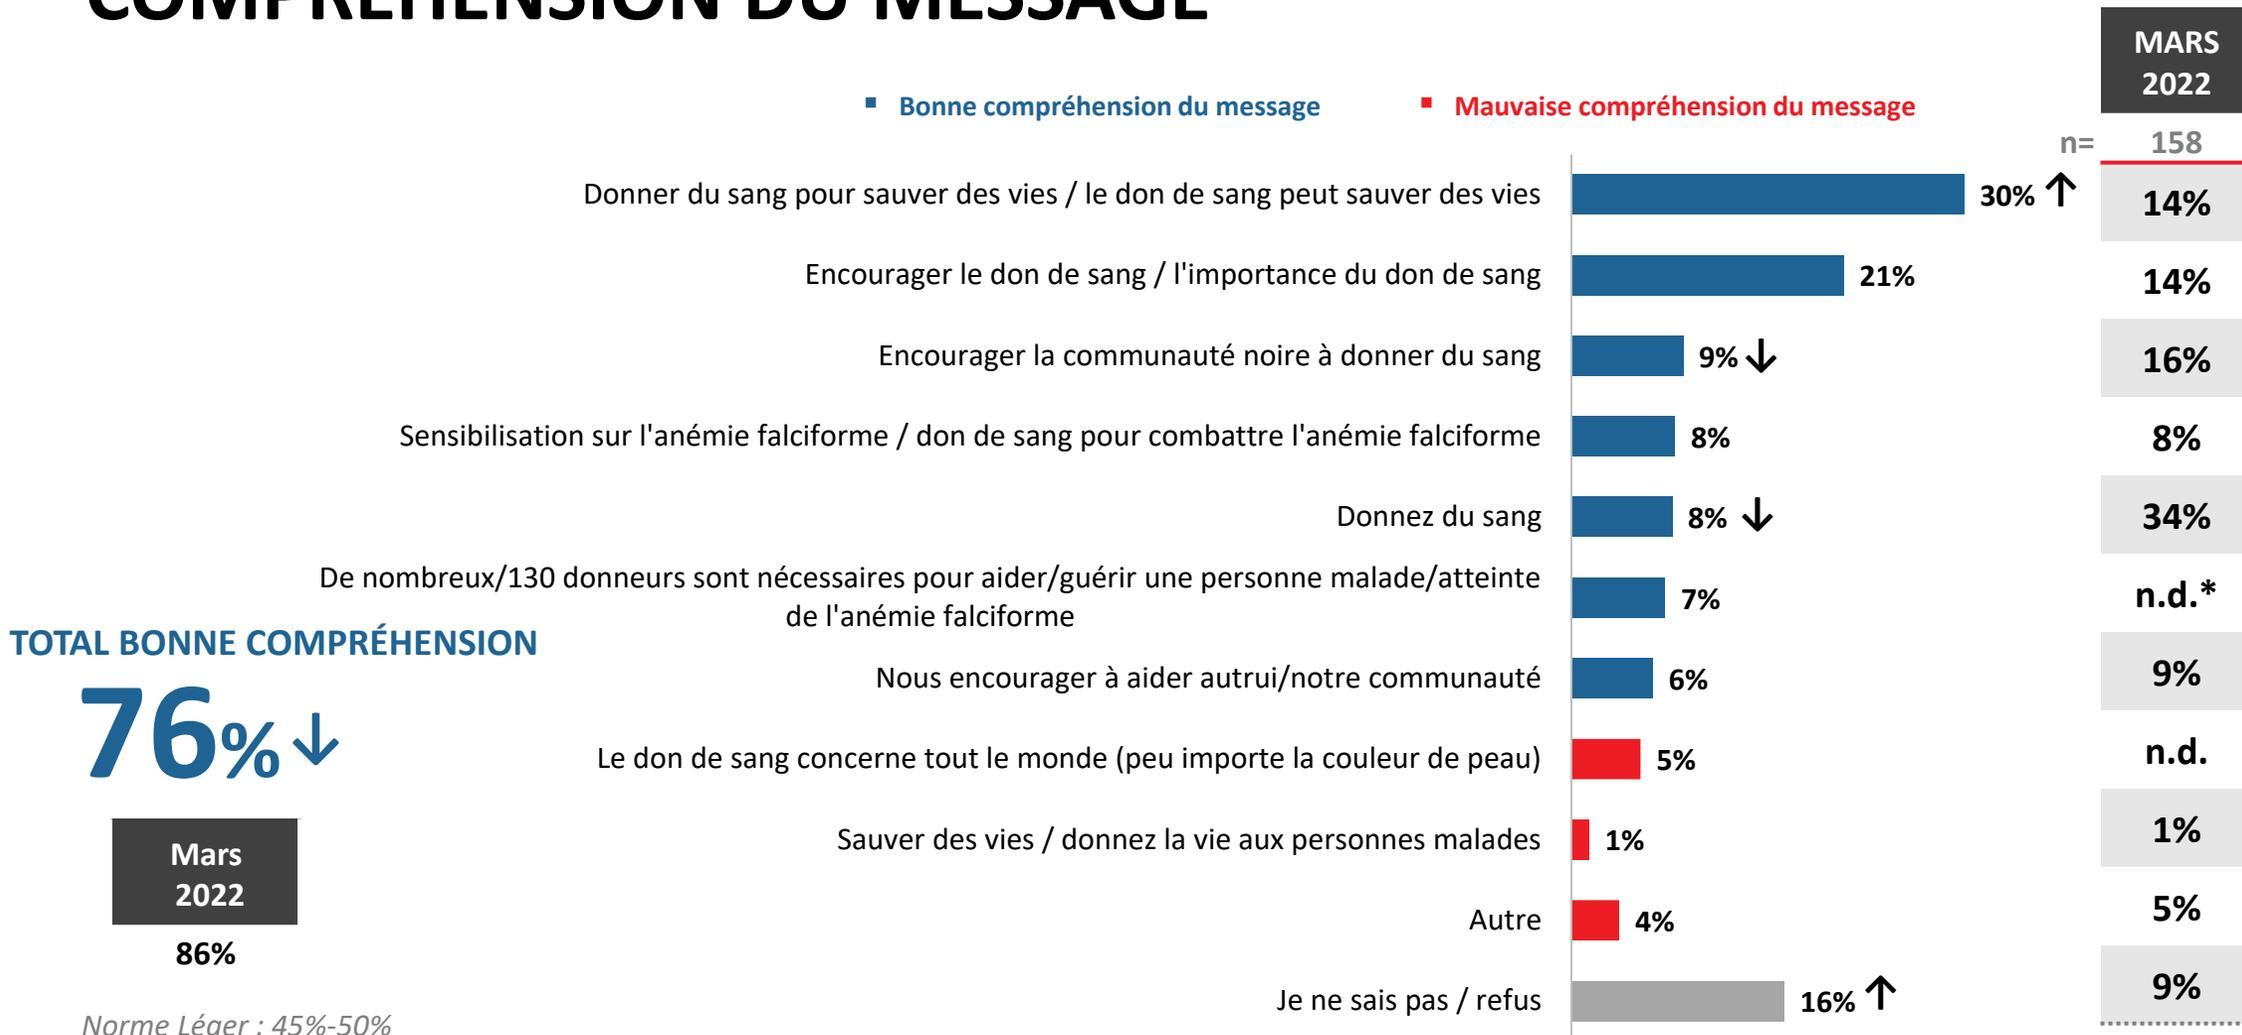 COMPRÉHENSION DU MESSAGE
MARS
2022
Bonne compréhension du message
Mauvaise compréhension du message
n= 158
Donner du sang pour sauver des vies / le don de sang peut sauver des vies 30% ↑ 14%
Encourager le don de sang / l'importance du don de sang 21% 14%
Encourager la communauté noire à donner du sang 9% ↓ 16%
Sensibilisation sur l'anémie falciforme / don de sang pour combattre l'anémie falciforme 8% 8%
Donnez du sang 8% ↓ 34%
De nombreux/130 donneurs sont nécessaires pour aider/guérir une personne malade/atteinte
de l'anémie falciforme 7% n.d.*
Nous encourager à aider autrui/notre communauté 6% 9%
Le don de sang concerne tout le monde (peu importe la couleur de peau) 5% n.d.
Sauver des vies / donnez la vie aux personnes malades 1% 1%
Autre 4% 5%
Je ne sais pas / refus 16% ↑ 9%
TOTAL BONNE COMPRÉHENSION
76% ↓
Mars
2022
86%
Norme Léger : 45%-50%